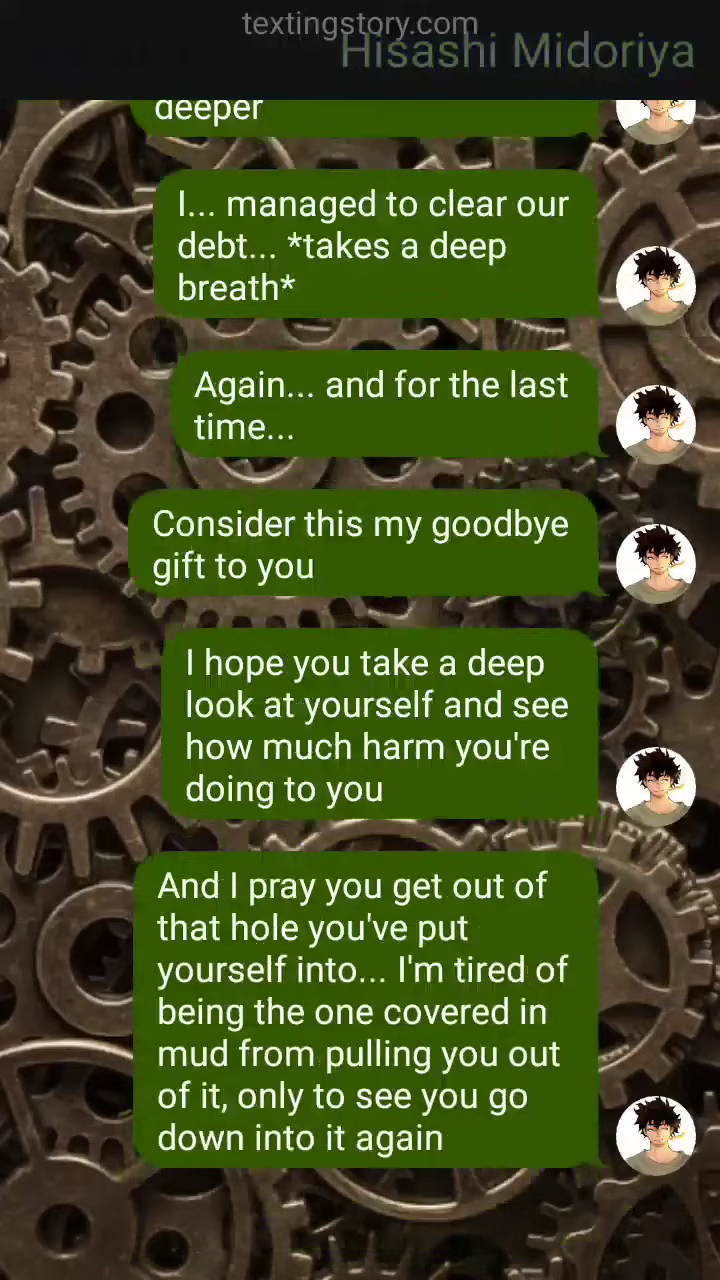 textingstory.com
Hisashi Midoriya
deeper
I... managed to clear our
debt... *takes a deep
breath*
Again... and for the last
time...
Consider this my goodbye
gift to you
I hope you take a deep
look at yourself and see
how much harm you're
doing to you
And I pray you get out of
that hole you've put
yourself into... I'm tired of
being the one covered in
mud from pulling you out
of it, only to see you go
down into it again